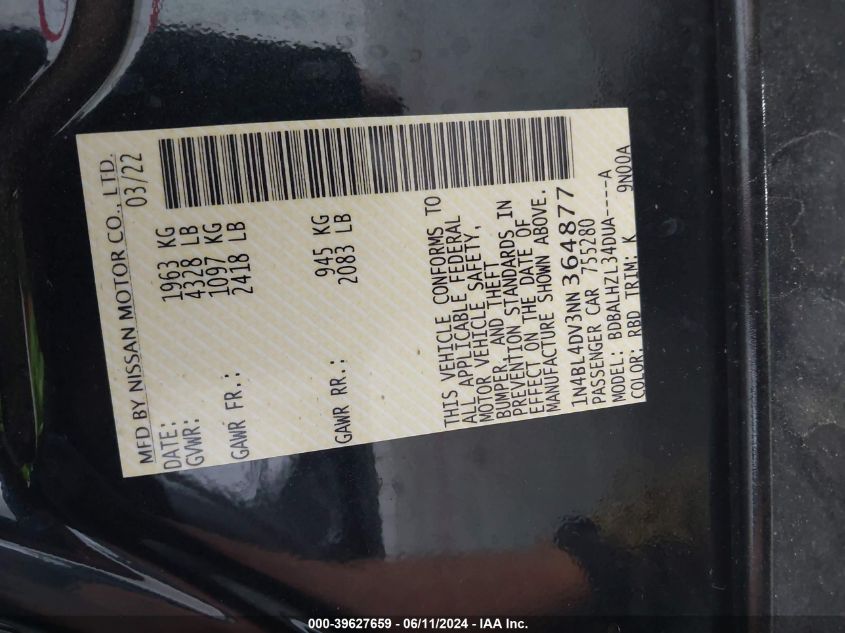 MFD BY NISSAN MOTOR CO., LTD.
DATE: 03/22
GVWR: 1963 KG
4328 LB
GAWR FR.: 1097 KG
2418 LB
GAWR RR.: 945 KG
2083 LB
THIS VEHICLE CONFORMS TO
ALL APPLICABLE FEDERAL
MOTOR VEHICLE SAFETY,
BUMPER, AND THEFT
PREVENTION STANDARDS IN
EFFECT ON THE DATE OF
MANUFACTURE SHOWN ABOVE.
1N4BL4DV3NN364877
PASSENGER CAR 755280
MODEL: BDBALHZL34DUA----A
COLOR: RBD TRIM: K 9N00A
000-39627659 - 06/11/2024 - IAA Inc.